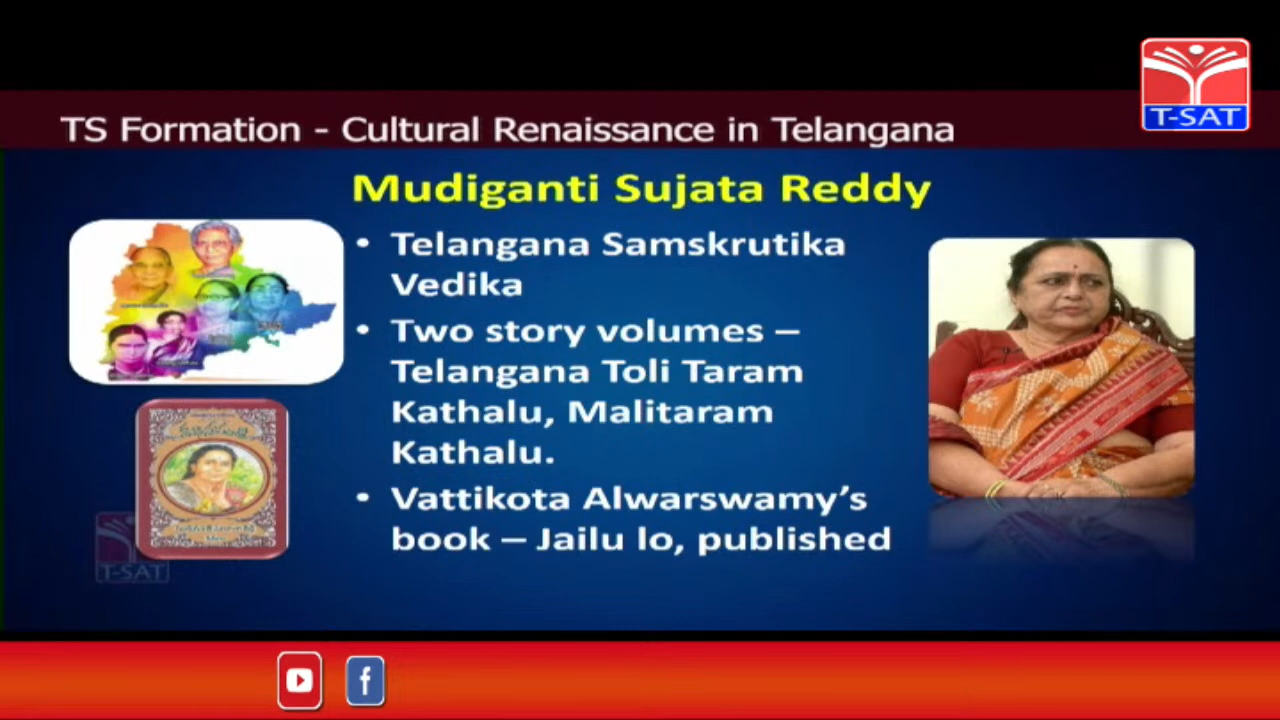 T-SAT
TS Formation - Cultural Renaissance in Telangana
Mudiganti Sujata Reddy
• Telangana Samskrutika
Vedika
• Two story volumes –
Telangana Toli Taram
Kathalu, Malitaram
Kathalu.
• Vattikota Alwarswamy’s
book – Jailu lo, published
T-SAT